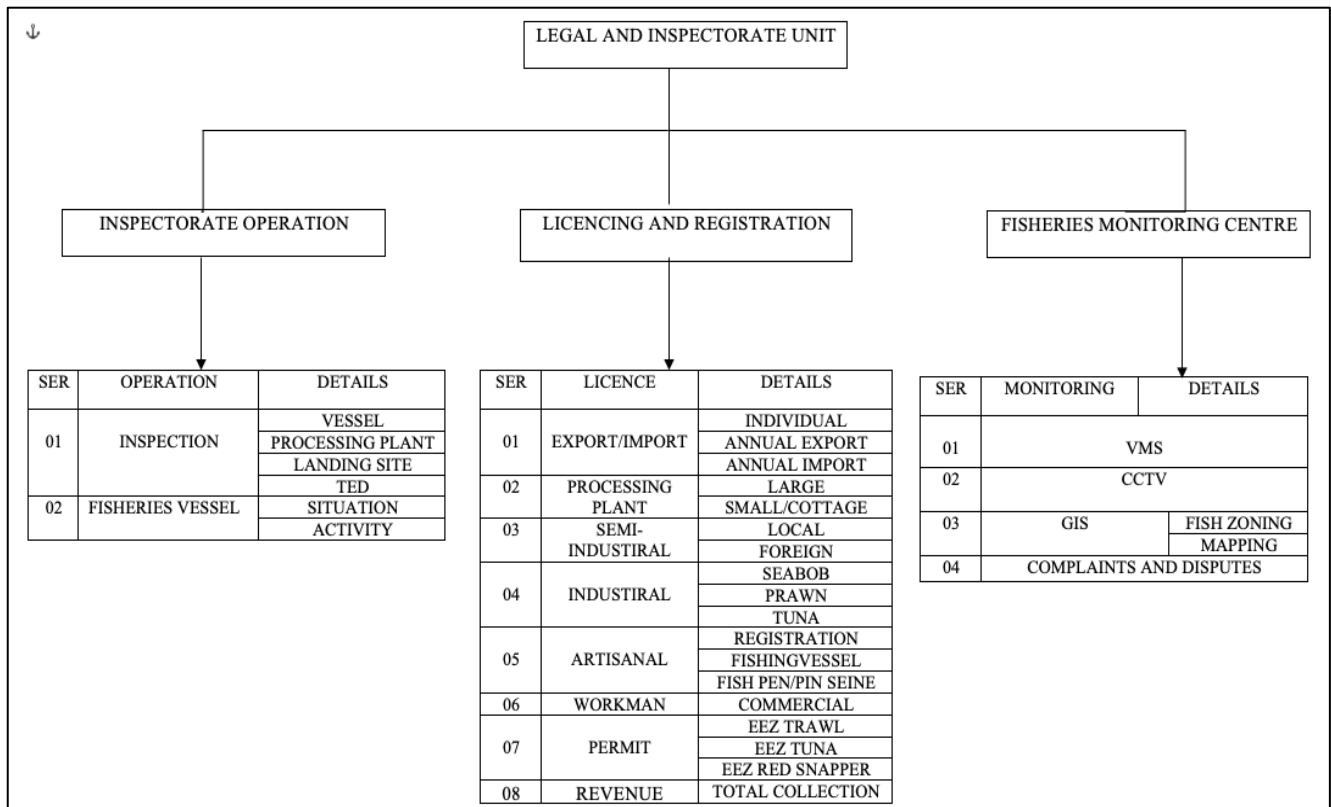 LEGAL AND INSPECTORATE UNIT
INSPECTORATE OPERATION
LICENCING AND REGISTRATION
FISHERIES MONITORING CENTRE
SER OPERATION DETAILS
01 INSPECTION
VESSEL
PROCESSING PLANT
LANDING SITE
TED
02 FISHERIES VESSEL
SITUATION
ACTIVITY
SER LICENCE DETAILS
01 EXPORT/IMPORT
INDIVIDUAL
ANNUAL EXPORT
ANNUAL IMPORT
02 PROCESSING
PLANT
LARGE
SMALL/COTTAGE
03 SEMI-
INDUSTIRAL
LOCAL
FOREIGN
04 INDUSTIRAL
SEABOB
PRAWN
TUNA
05 ARTISANAL
REGISTRATION
FISHINGVESSEL
FISH PEN/PIN SEINE
06 WORKMAN COMMERCIAL
07 PERMIT
EEZ TRAWL
EEZ TUNA
EEZ RED SNAPPER
08 REVENUE TOTAL COLLECTION
SER MONITORING DETAILS
01 VMS
02 CCTV
03 GIS
FISH ZONING
MAPPING
04 COMPLAINTS AND DISPUTES